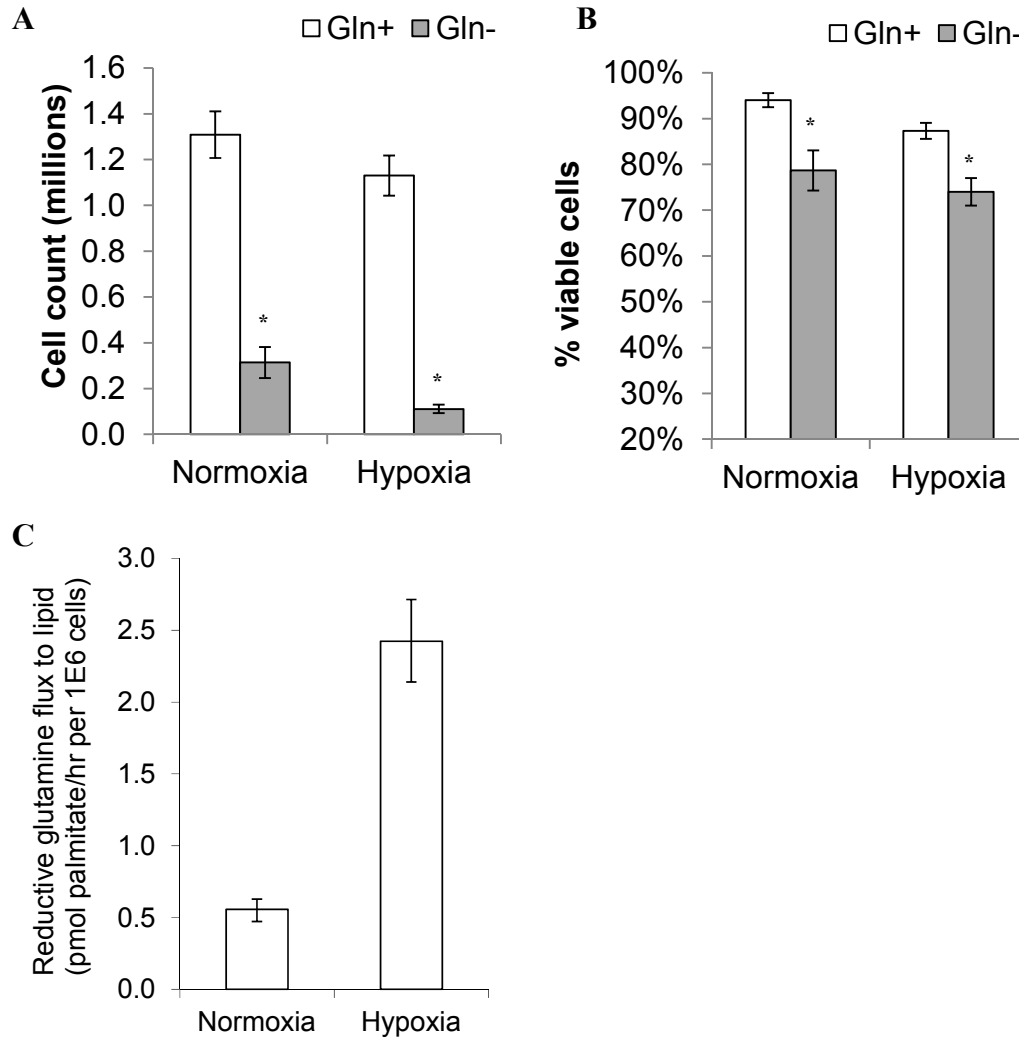 A
Gln+ Gln-
Cell count (millions)
1.6
1.4
1.2
1.0
0.8
0.6
0.4
0.2
0.0
*
*
Normoxia Hypoxia
B
Gln+ Gln-
% viable cells
100%
90%
80%
70%
60%
50%
40%
30%
20%
*
*
Normoxia Hypoxia
C
Reductive glutamine flux to lipid
(pmol palmitate/hr per 1E6 cells)
3.0
2.5
2.0
1.5
1.0
0.5
0.0
Normoxia Hypoxia